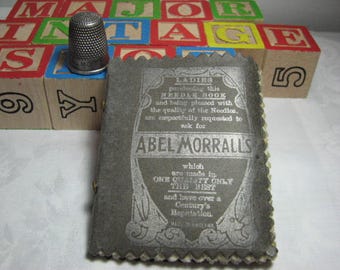 MAJOR
VINTAGE
LADIES
purchasing this
NEEDLE BOOK
and being pleased with
the quality of the Needles,
are respectfully requested to
ask for
ABEL MORRALL'S
which
are made in
ONE QUALITY ONLY
THE BEST
and have over a
Century's
Reputation.
9 Y 5